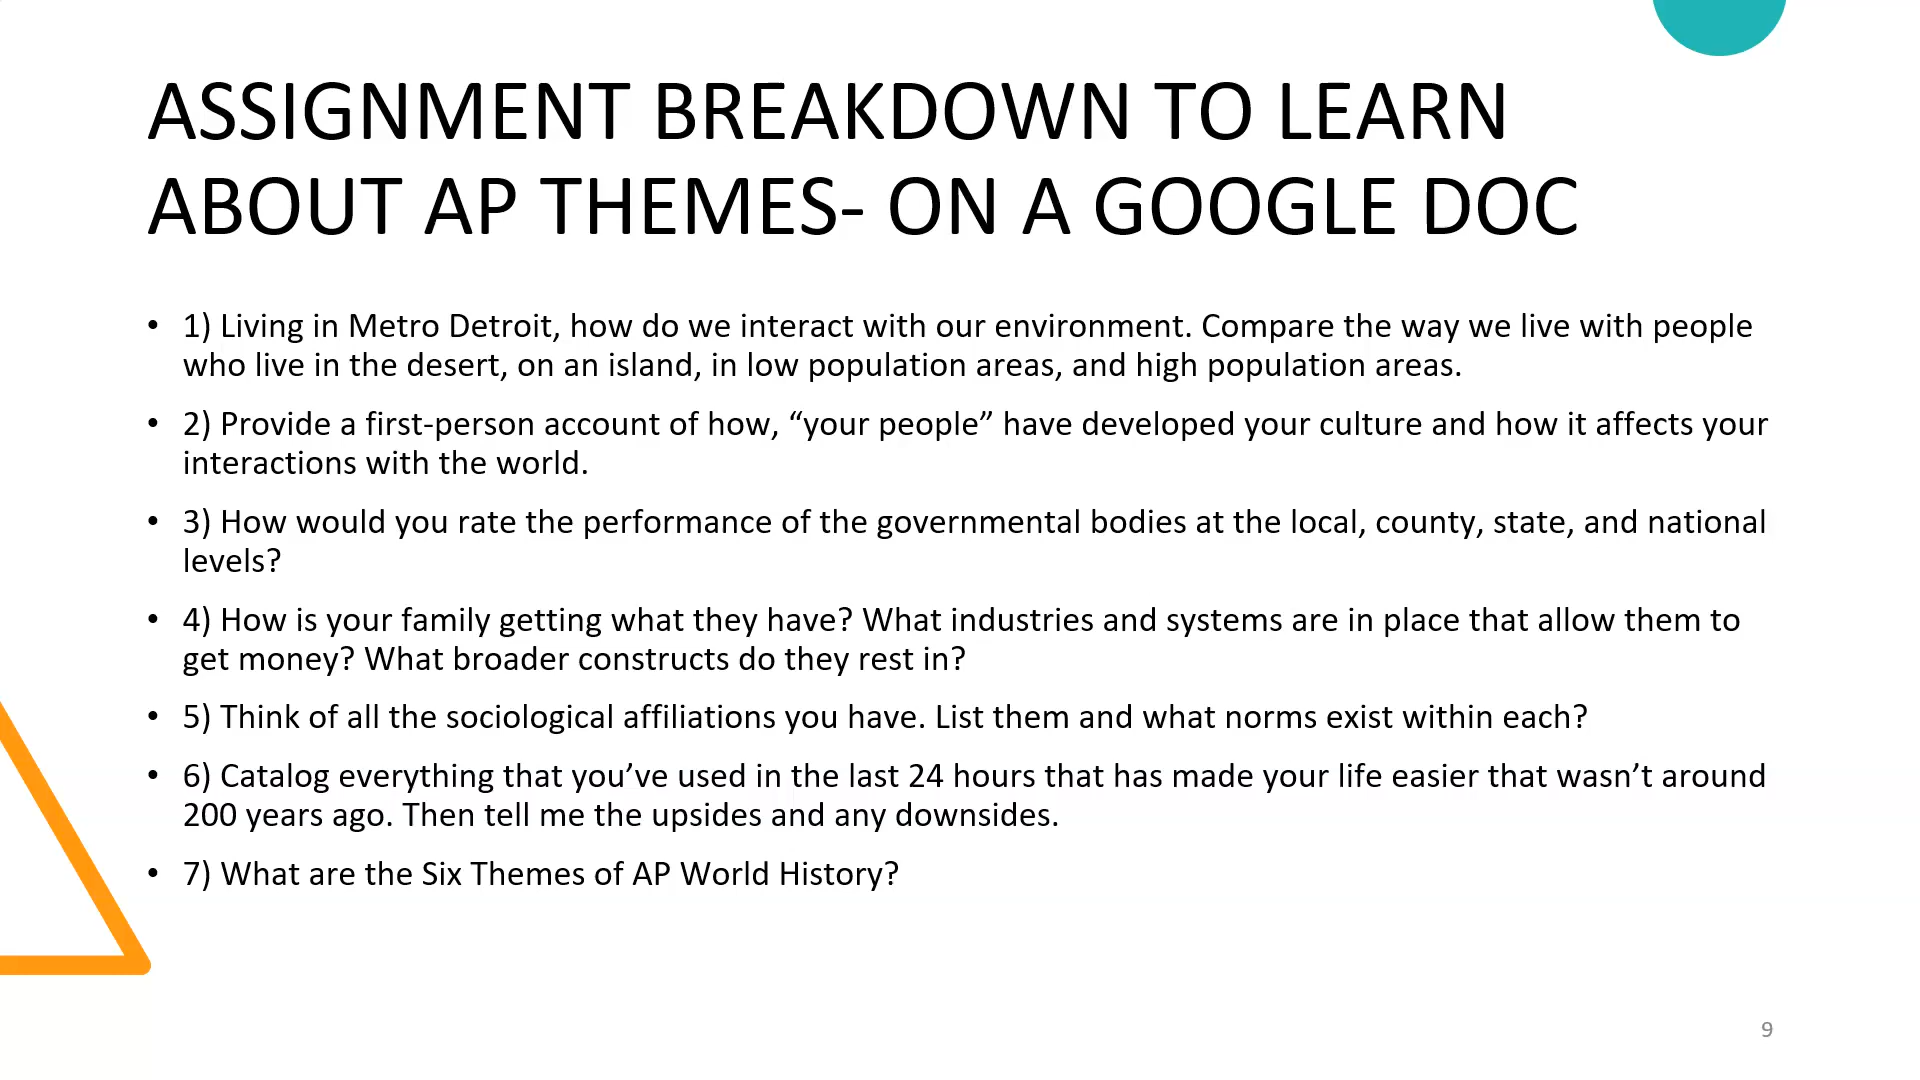 ASSIGNMENT BREAKDOWN TO LEARN
ABOUT AP THEMES- ON A GOOGLE DOC
• 1) Living in Metro Detroit, how do we interact with our environment. Compare the way we live with people
who live in the desert, on an island, in low population areas, and high population areas.
• 2) Provide a first-person account of how, “your people” have developed your culture and how it affects your
interactions with the world.
• 3) How would you rate the performance of the governmental bodies at the local, county, state, and national
levels?
• 4) How is your family getting what they have? What industries and systems are in place that allow them to
get money? What broader constructs do they rest in?
• 5) Think of all the sociological affiliations you have. List them and what norms exist within each?
• 6) Catalog everything that you’ve used in the last 24 hours that has made your life easier that wasn’t around
200 years ago. Then tell me the upsides and any downsides.
• 7) What are the Six Themes of AP World History?
9